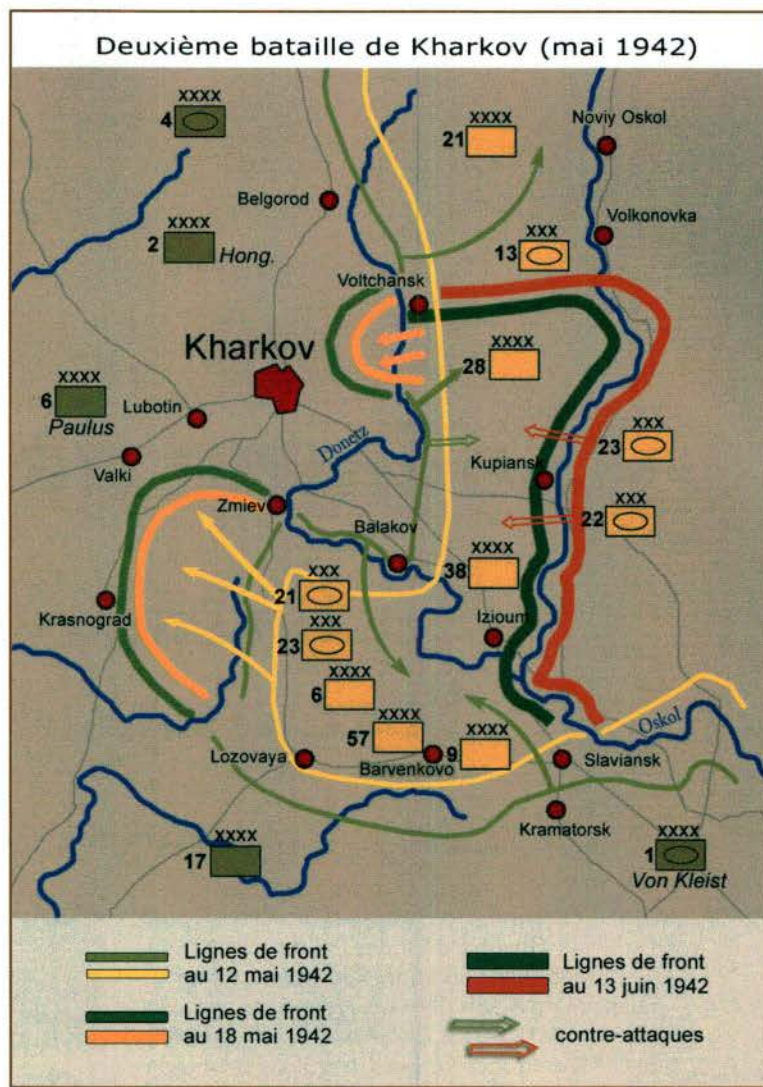 Deuxième bataille de Kharkov (mai 1942)
XXXX
4
XXXX
21
Noviy Oskol
Belgorod
XXXX
2
Hong.
Volkonovka
XXX
13
Voltchansk
Kharkov
XXXX
28
XXXX
6
Paulus
Lubotin
Valki
Donetz
XXX
23
Kupiansk
Zmiev
XXX
22
Balakov
XXXX
38
XXX
21
Krasnograd
XXX
23
Izioum
XXXX
6
XXXX
57
XXXX
9
Oskol
Lozovaya
Barvenkovo
Slaviansk
Kramatorsk
XXXX
17
XXXX
1
Von Kleist
Lignes de front
au 12 mai 1942
Lignes de front
au 18 mai 1942
Lignes de front
au 13 juin 1942
contre-attaques